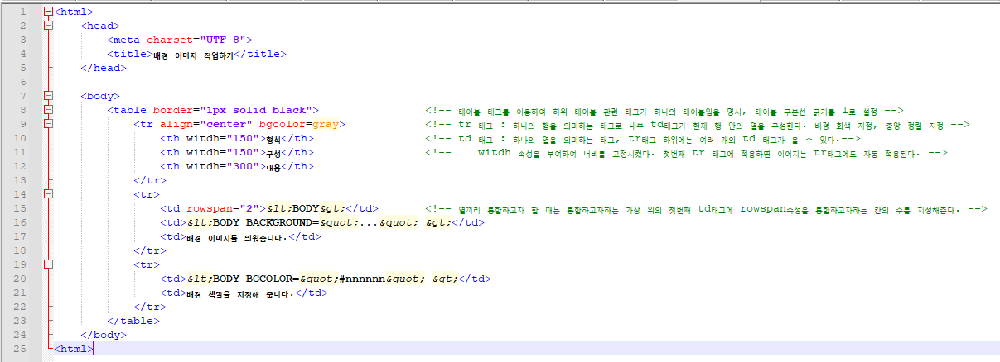 1 <html>
2 <head>
3 <meta charset="UTF-8">
4 <title>배경 이미지 작업하기</title>
5 </head>
6
7 <body>
8 <table border="1px solid black"> <!-- 테이블 태그를 이용하여 하위 테이블 관련 태그가 하나의 테이블임을 명시, 테이블 구분선 굵기를 1로 설정 -->
9 <tr align="center" bgcolor=gray> <!-- tr 태그 : 하나의 행을 의미하는 태그로 내부 td태그가 현재 행 안의 열을 구성한다. 배경 회색 지정, 중앙 정렬 지정 -->
10 <th witdh="150">형식</th> <!-- td 태그 : 하나의 열을 의미하는 태그, tr태그 하위에는 여러 개의 td 태그가 올 수 있다.-->
11 <th witdh="150">구성</th> <!-- witdh 속성을 부여하여 너비를 고정시켰다. 첫번째 tr 태그에 적용하면 이어지는 tr태그에도 자동 적용된다. -->
12 <th witdh="300">내용</th>
13 </tr>
14 <tr>
15 <td rowspan="2">&lt;BODY&gt;</td> <!-- 열끼리 통합하고자 할 때는 통합하고자하는 가장 위의 첫번째 td태그에 rowspan속성을 통합하고자하는 칸의 수를 지정해준다. -->
16 <td>&lt;BODY BACKGROUND=&quot;...&quot; &gt;</td>
17 <td>배경 이미지를 띄워줍니다.</td>
18 </tr>
19 <tr>
20 <td>&lt;BODY BGCOLOR=&quot;#nnnnnn&quot; &gt;</td>
21 <td>배경 색깔을 지정해 줍니다.</td>
22 </tr>
23 </table>
24 </body>
25 <html>